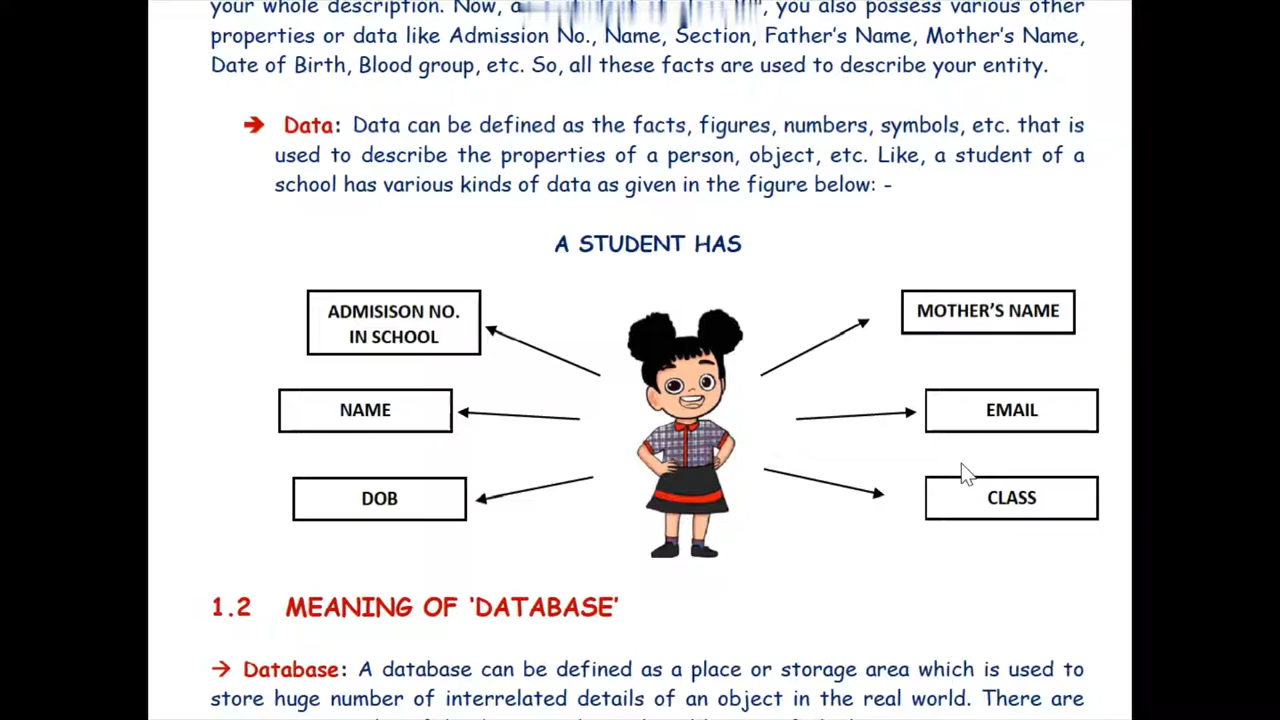 your whole description. Now, a you also possess various other
properties or data like Admission No., Name, Section, Father's Name, Mother's Name,
Date of Birth, Blood group, etc. So, all these facts are used to describe your entity.
➔ Data: Data can be defined as the facts, figures, numbers, symbols, etc. that is
used to describe the properties of a person, object, etc. Like, a student of a
school has various kinds of data as given in the figure below: -
A STUDENT HAS
ADMISISON NO.
IN SCHOOL
MOTHER'S NAME
NAME
EMAIL
DOB
CLASS
1.2 MEANING OF 'DATABASE'
→ Database: A database can be defined as a place or storage area which is used to
store huge number of interrelated details of an object in the real world. There are